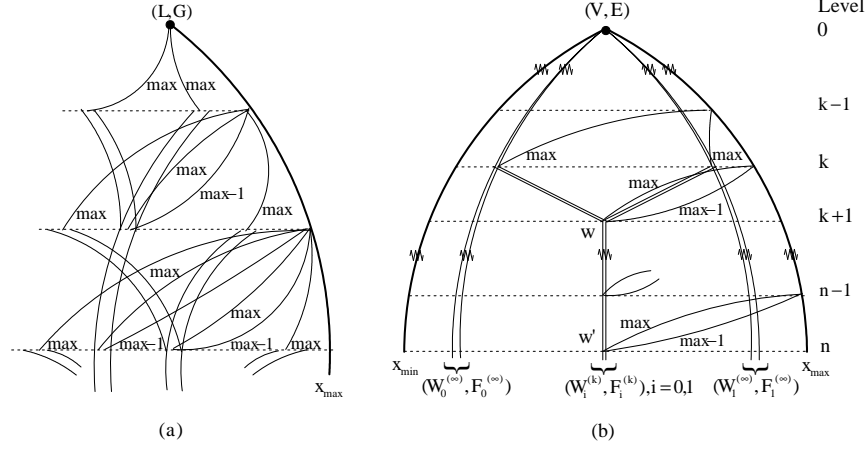 (L,G)
max max
max
max
max−1
max
max
max
max
max−1
max−1
max
x_max
(a)
(V, E)
Level
0
k−1
max
max
k
max
max−1
k+1
w
n−1
max
w'
max−1
n
x_min
x_max
(W_0^(∞), F_0^(∞))
(W_i^(k), F_i^(k)), i = 0,1
(W_1^(∞), F_1^(∞))
(b)